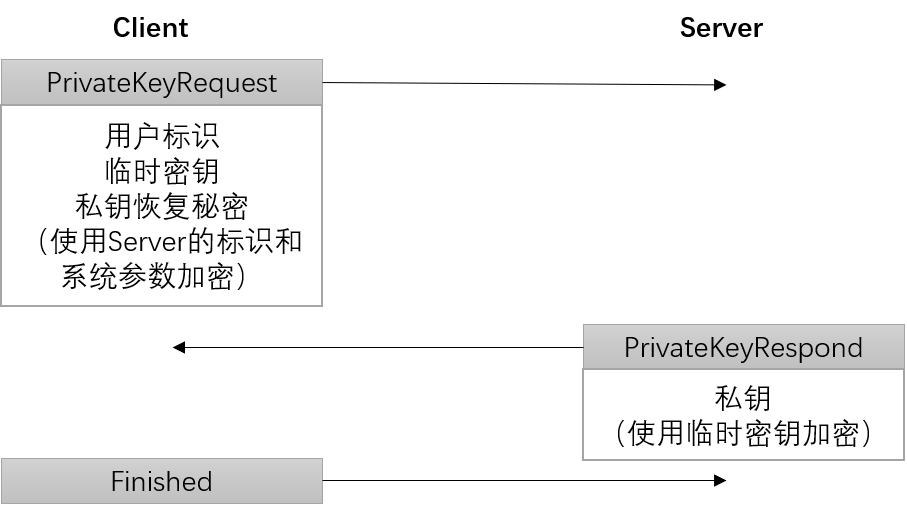 Client
Server
PrivateKeyRequest
用户标识
临时密钥
私钥恢复秘密
（使用Server的标识和
系统参数加密）
PrivateKeyRespond
私钥
（使用临时密钥加密）
Finished